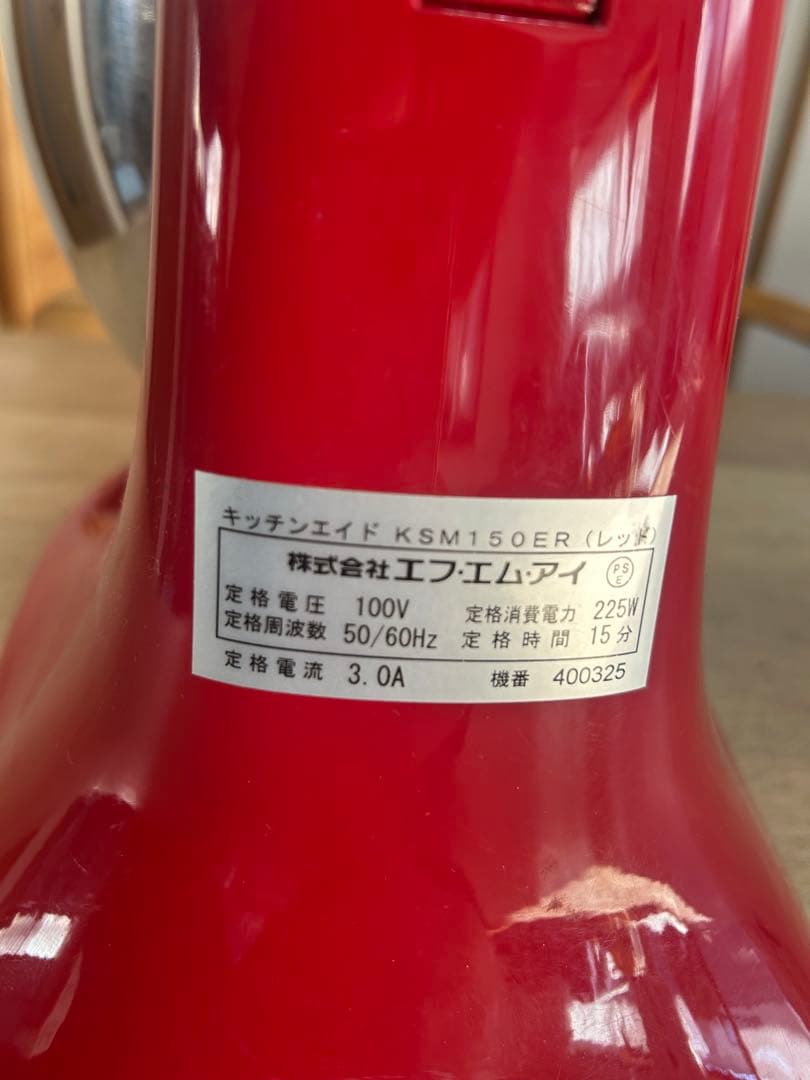 キッチンエイド KSM150ER(レッド)
株式会社エフ・エム・アイ PSE
定格電圧 100V 定格消費電力 225W
定格周波数 50/60Hz 定格時間 15分
定格電流 3.0A 機番 400325